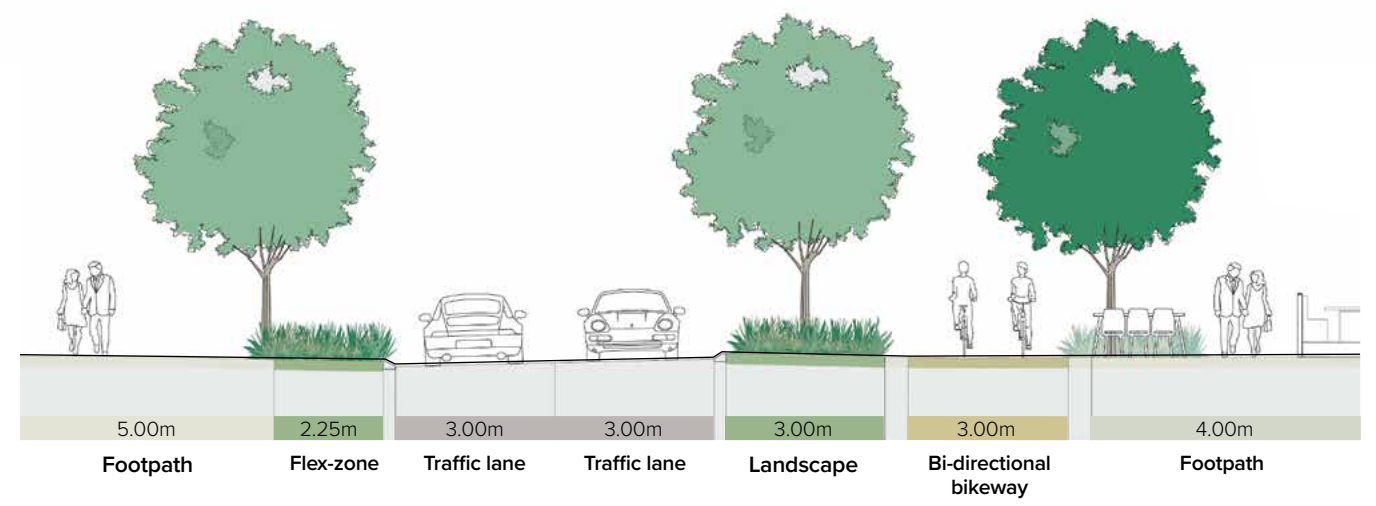 5.00m 2.25m 3.00m 3.00m 3.00m 3.00m 4.00m
Footpath Flex-zone Traffic lane Traffic lane Landscape Bi-directional Footpath
bikeway